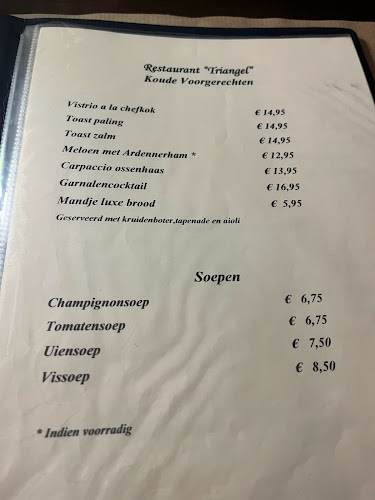 Restaurant "Triangel"
Koude Voorgerechten
Vistrio a la chefkok € 14,95
Toast paling € 14,95
Toast zalm € 14,95
Meloen met Ardennerham * € 12,95
Carpaccio ossenhaas € 13,95
Garnalencocktail € 16,95
Mandje luxe brood € 5,95
Geserveerd met kruidenboter,tapenade en aioli
Soepen
Champignonsoep € 6,75
Tomatensoep € 6,75
Uiensoep € 7,50
Vissoep € 8,50
* Indien voorradig